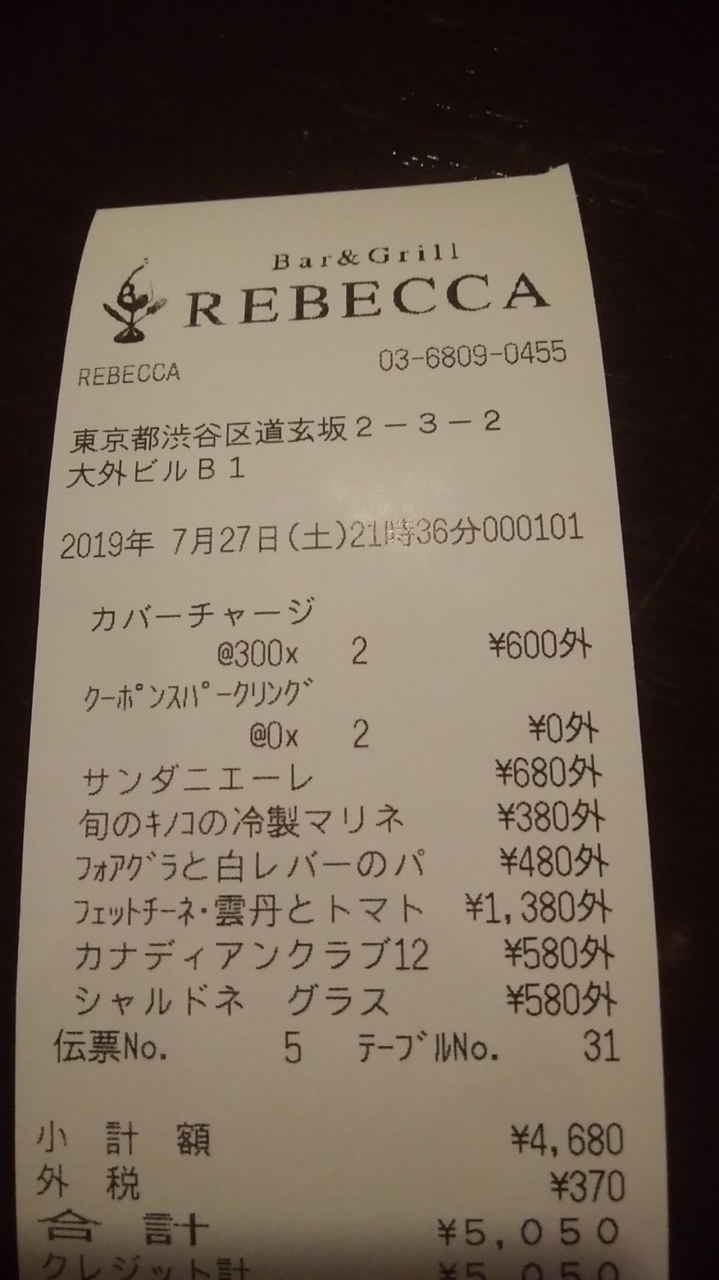 Bar&Grill
REBECCA
REBECCA 03-6809-0455
東京都渋谷区道玄坂2－3－2
大外ビルB1
2019年 7月27日(土)21時36分000101
カバーチャージ
@300x 2 ¥600外
ｸｰﾎﾟﾝｽﾊﾟｰｸﾘﾝｸﾞ
@0x 2 ¥0外
サンダニエーレ ¥680外
旬のｷﾉｺの冷製マリネ ¥380外
ﾌｫｱｸﾞﾗと白レバーのパ ¥480外
ﾌｪｯﾄﾁｰﾈ･雲丹とトマト ¥1,380外
カナディアンクラブ12 ¥580外
シャルドネ グラス ¥580外
伝票No. 5 ﾃｰﾌﾞﾙNo. 31
小 計 額 ¥4,680
外 税 ¥370
合 計 ¥5,050
クレジット計 ¥5,050